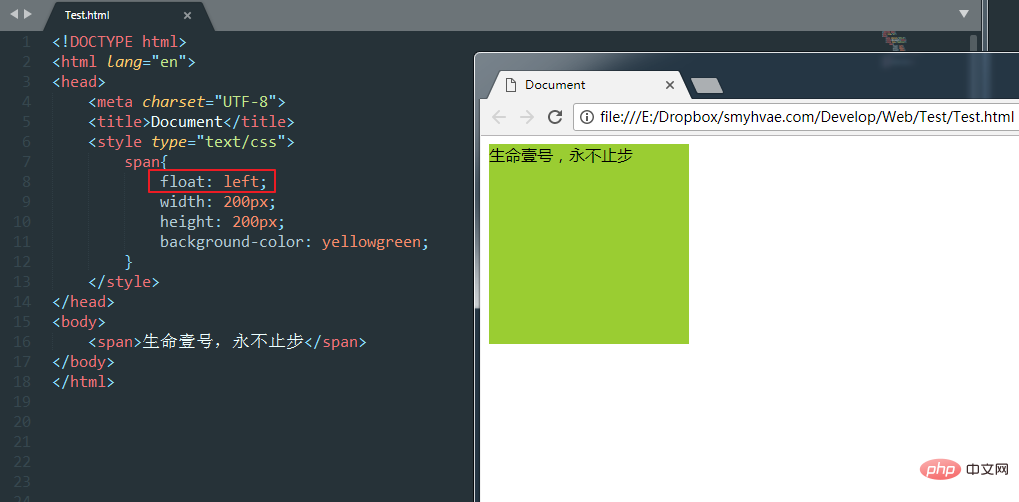 Test.html
1 <!DOCTYPE html>
2 <html lang="en">
3 <head>
4 <meta charset="UTF-8">
5 <title>Document</title>
6 <style type="text/css">
7 span{
8 float: left;
9 width: 200px;
10 height: 200px;
11 background-color: yellowgreen;
12 }
13 </style>
14 </head>
15 <body>
16 <span>生命壹号，永不止步</span>
17 </body>
18 </html>
19
20
21
22
23
24
Document
file:///E:/Dropbox/smyhvae.com/Develop/Web/Test/Test.html
生命壹号，永不止步
php 中文网